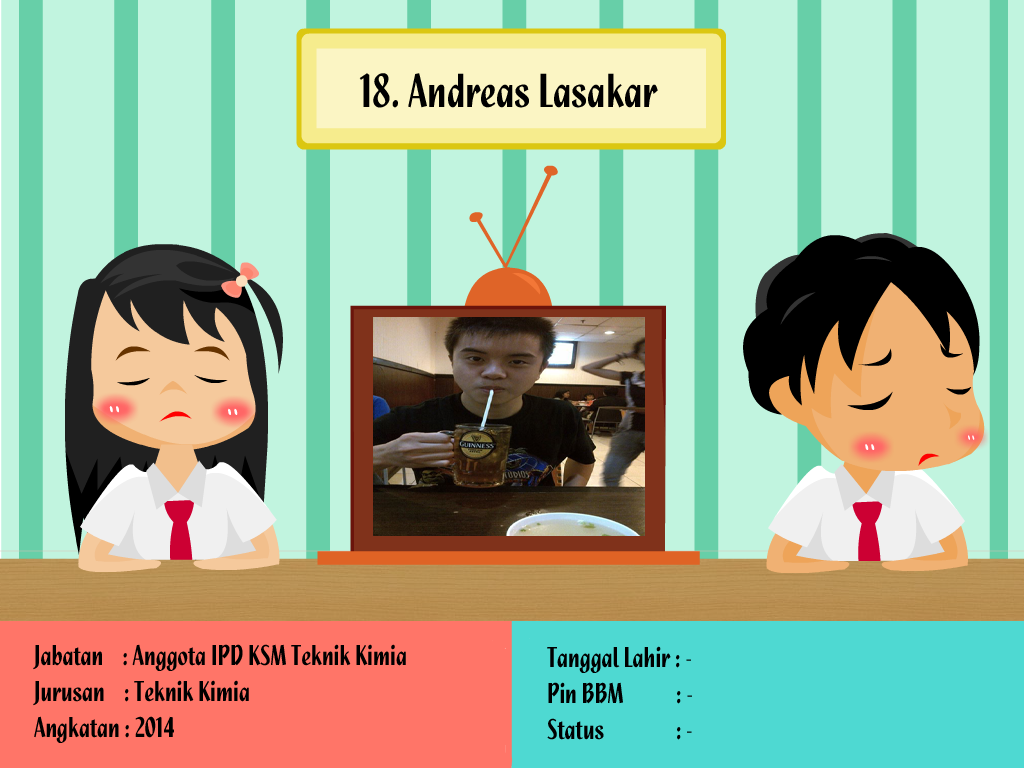 18. Andreas Lasakar
GUINNESS
Jabatan : Anggota IPD KSM Teknik Kimia
Jurusan : Teknik Kimia
Angkatan : 2014
Tanggal Lahir : -
Pin BBM : -
Status : -